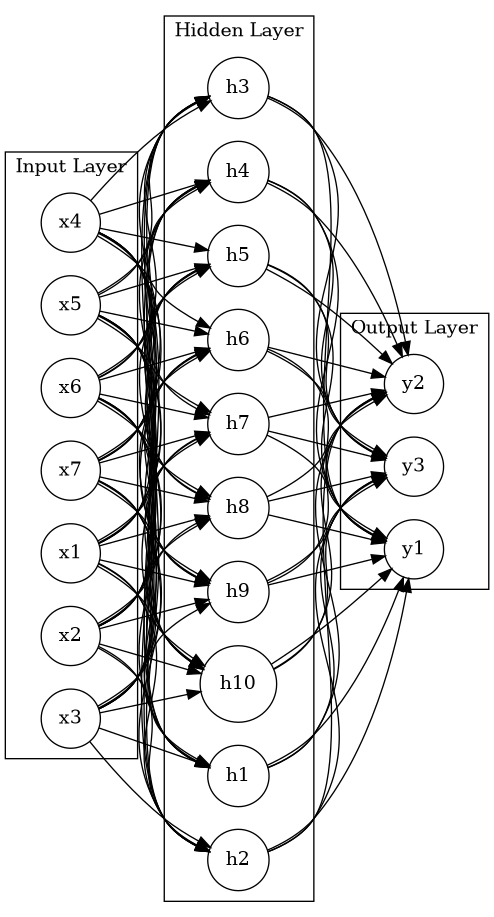 Input Layer
x4
x5
x6
x7
x1
x2
x3
Hidden Layer
h3
h4
h5
h6
h7
h8
h9
h10
h1
h2
Output Layer
y2
y3
y1